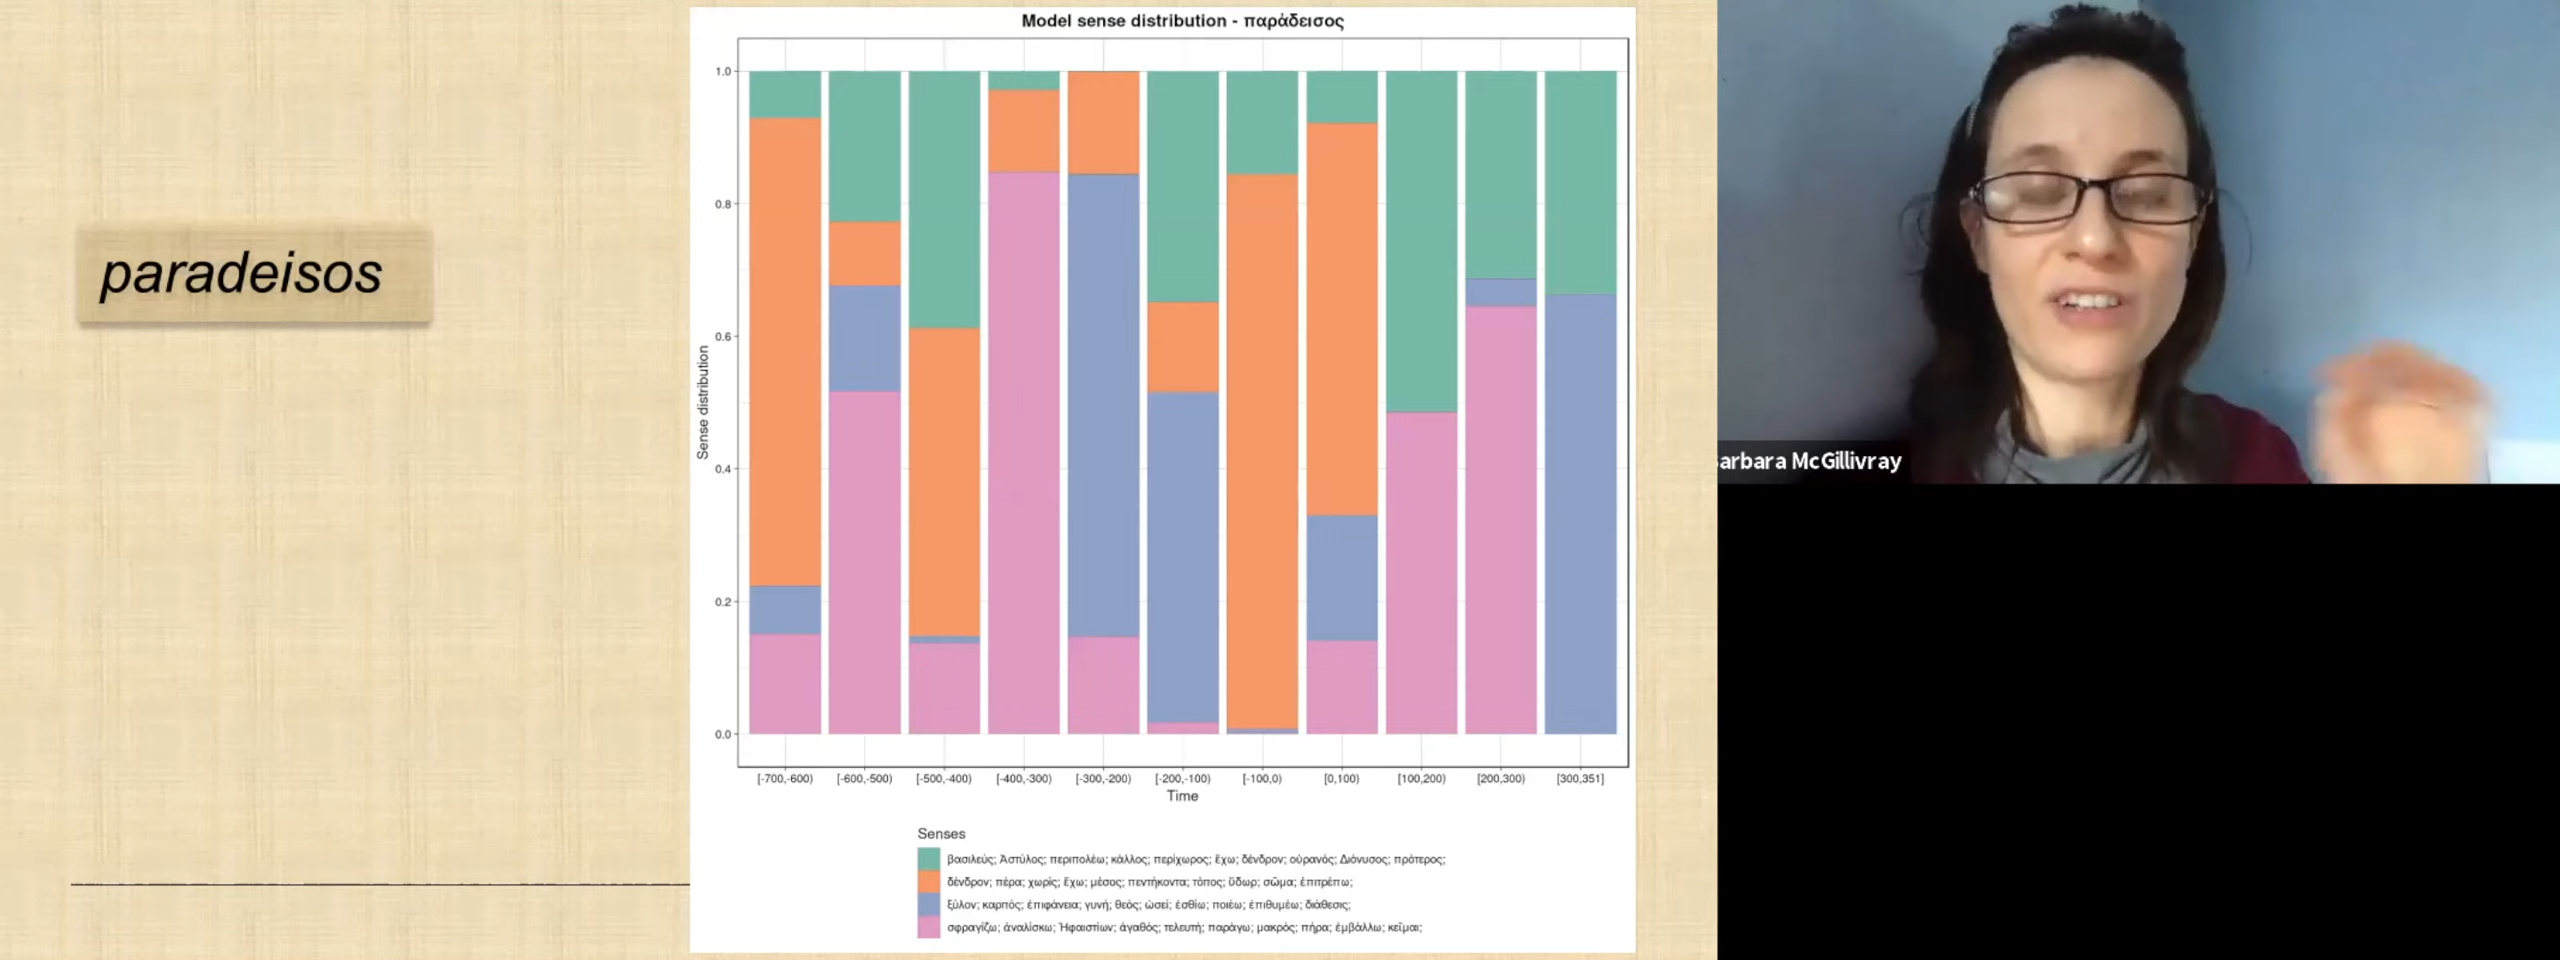 Model sense distribution - παράδεισος
paradeisos
Sense distribution
1.0
0.8
0.6
0.4
0.2
0.0
[-700,-600) [-600,-500) [-500,-400) [-400,-300) [-300,-200) [-200,-100) [-100,0) [0,100) [100,200) [200,300) [300,351]
Time
Senses
βασιλεύς; Ἀστύλος; περιπολέω; κάλλος; περίχωρος; ἔχω; δένδρον; οὐρανός; Διόνυσος; πρότερος;
δένδρον; πέρα; χωρίς; ἔχω; μέσος; πεντήκοντα; τόπος; ὕδωρ; σῶμα; ἐπιτρέπω;
ξύλον; καρπός; ἐπιφάνεια; γυνή; θεός; ὡσεί; ἐσθίω; ποιέω; ἐπιθυμέω; διάθεσις;
σφραγίζω; ἀναλίσκω; Ἡφαιστίων; ἀγαθός; τελευτή; παράγω; μακρός; πήρα; ἐμβάλλω; κεῖμαι;
arbara McGillivray